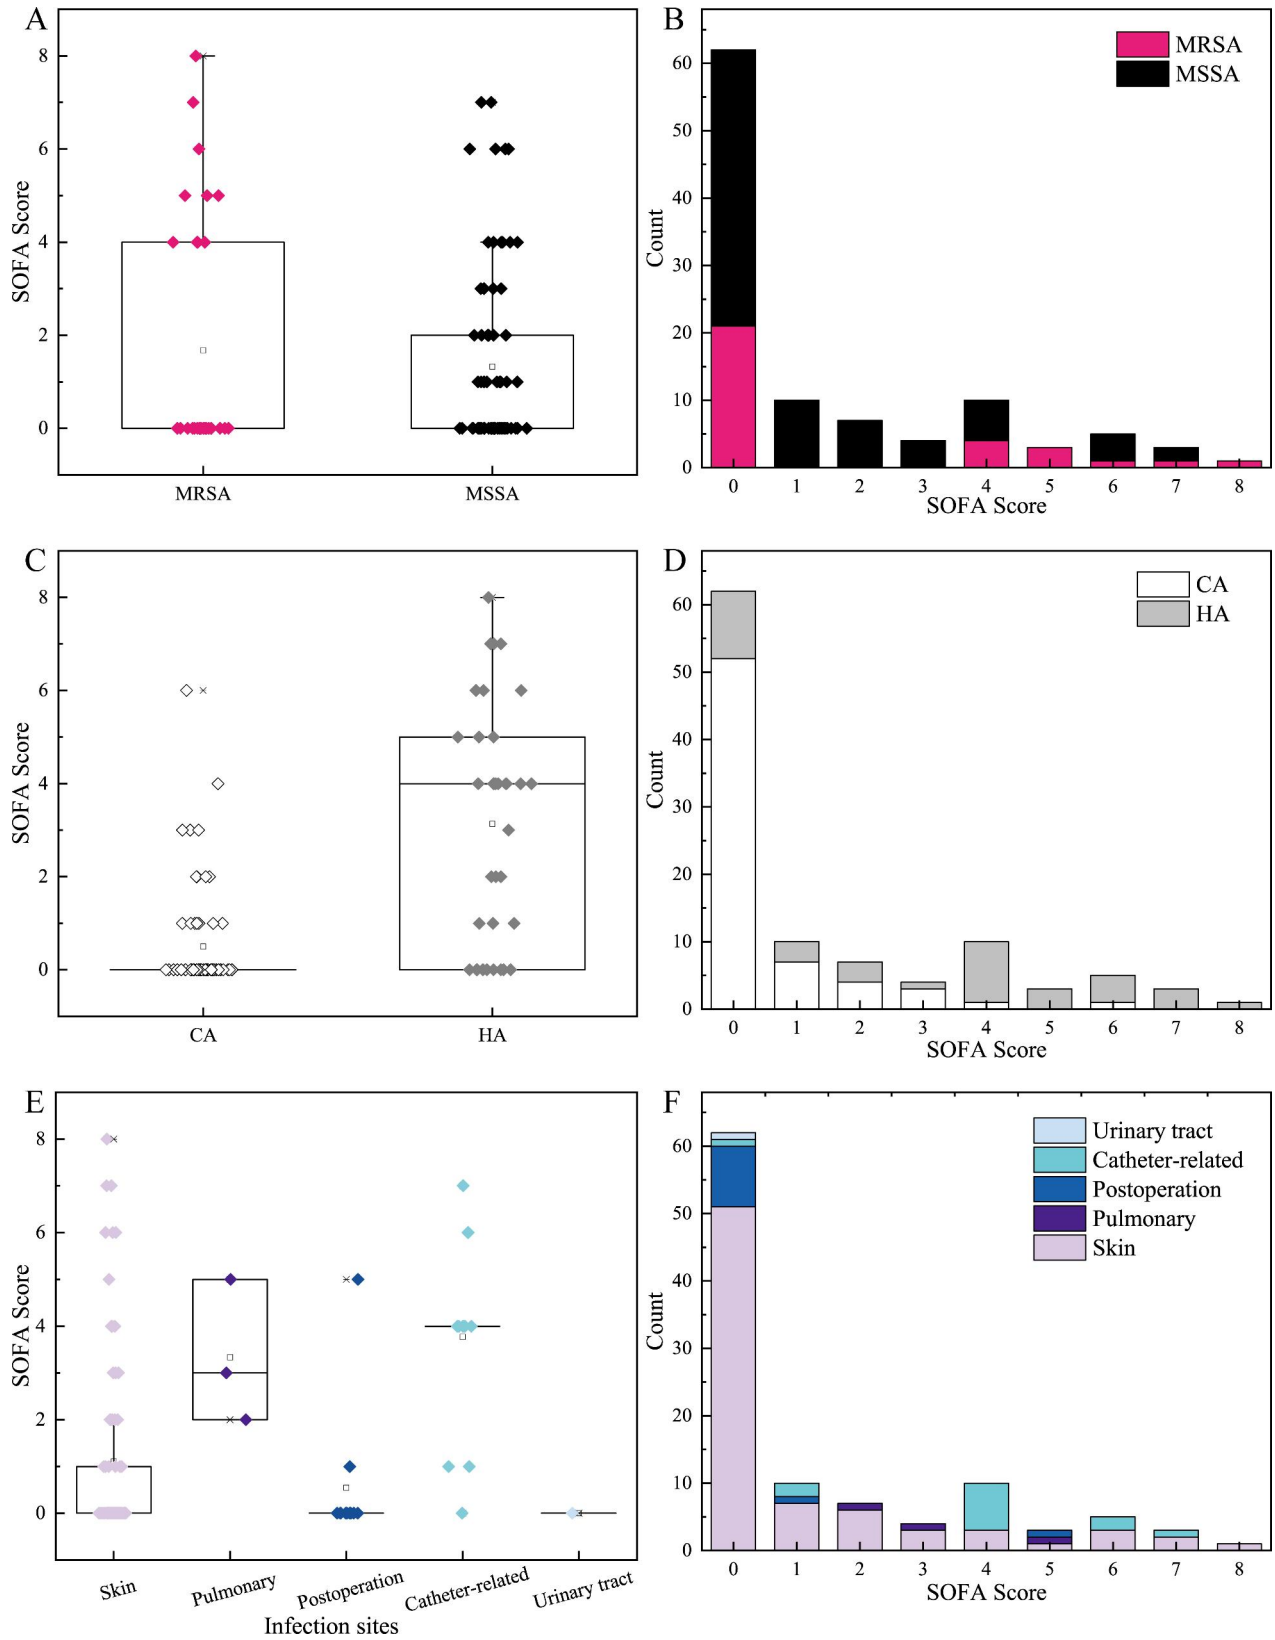 A
SOFA Score
8
6
4
2
0
MRSA
MSSA
B
MRSA
MSSA
Count
60
50
40
30
20
10
0
0 1 2 3 4 5 6 7 8
SOFA Score
C
SOFA Score
8
6
4
2
0
CA
HA
D
CA
HA
Count
60
50
40
30
20
10
0
0 1 2 3 4 5 6 7 8
SOFA Score
E
SOFA Score
8
6
4
2
0
Skin
Pulmonary
Postoperation
Catheter-related
Urinary tract
Infection sites
F
Urinary tract
Catheter-related
Postoperation
Pulmonary
Skin
Count
60
50
40
30
20
10
0
0 1 2 3 4 5 6 7 8
SOFA Score